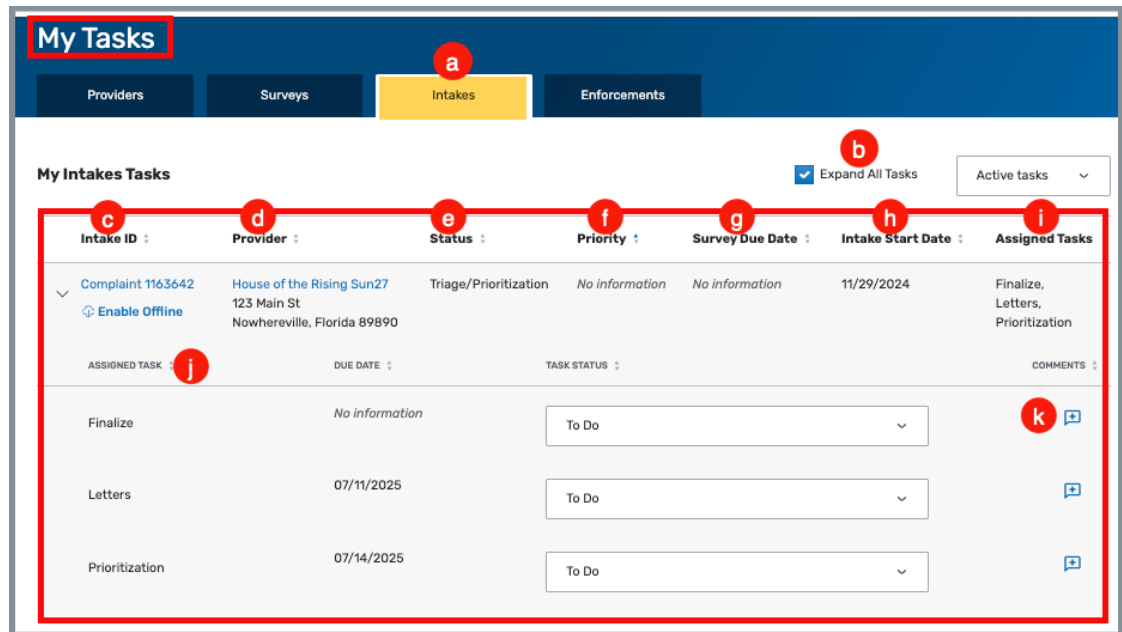 My Tasks
a
Providers Surveys Intakes Enforcements
b
My Intakes Tasks Expand All Tasks Active tasks
c d e f g h i
Intake ID Provider Status Priority Survey Due Date Intake Start Date Assigned Tasks
Complaint 1163642 House of the Rising Sun27 Triage/Prioritization No information No information 11/29/2024 Finalize,
Enable Offline 123 Main St Letters,
Nowhereville, Florida 89890 Prioritization
ASSIGNED TASK j DUE DATE TASK STATUS COMMENTS
Finalize No information To Do k
Letters 07/11/2025 To Do
Prioritization 07/14/2025 To Do